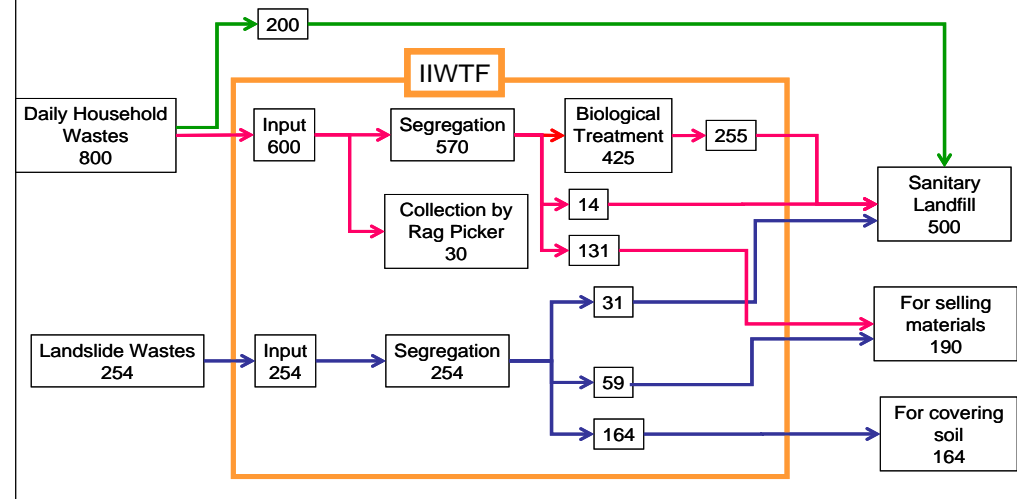 200
IIWTF
Daily Household
Wastes
800
Input
600
Segregation
570
Biological
Treatment
425
255
Sanitary
Landfill
500
Collection by
Rag Picker
30
14
131
31
For selling
materials
190
Landslide Wastes
254
Input
254
Segregation
254
59
164
For covering
soil
164